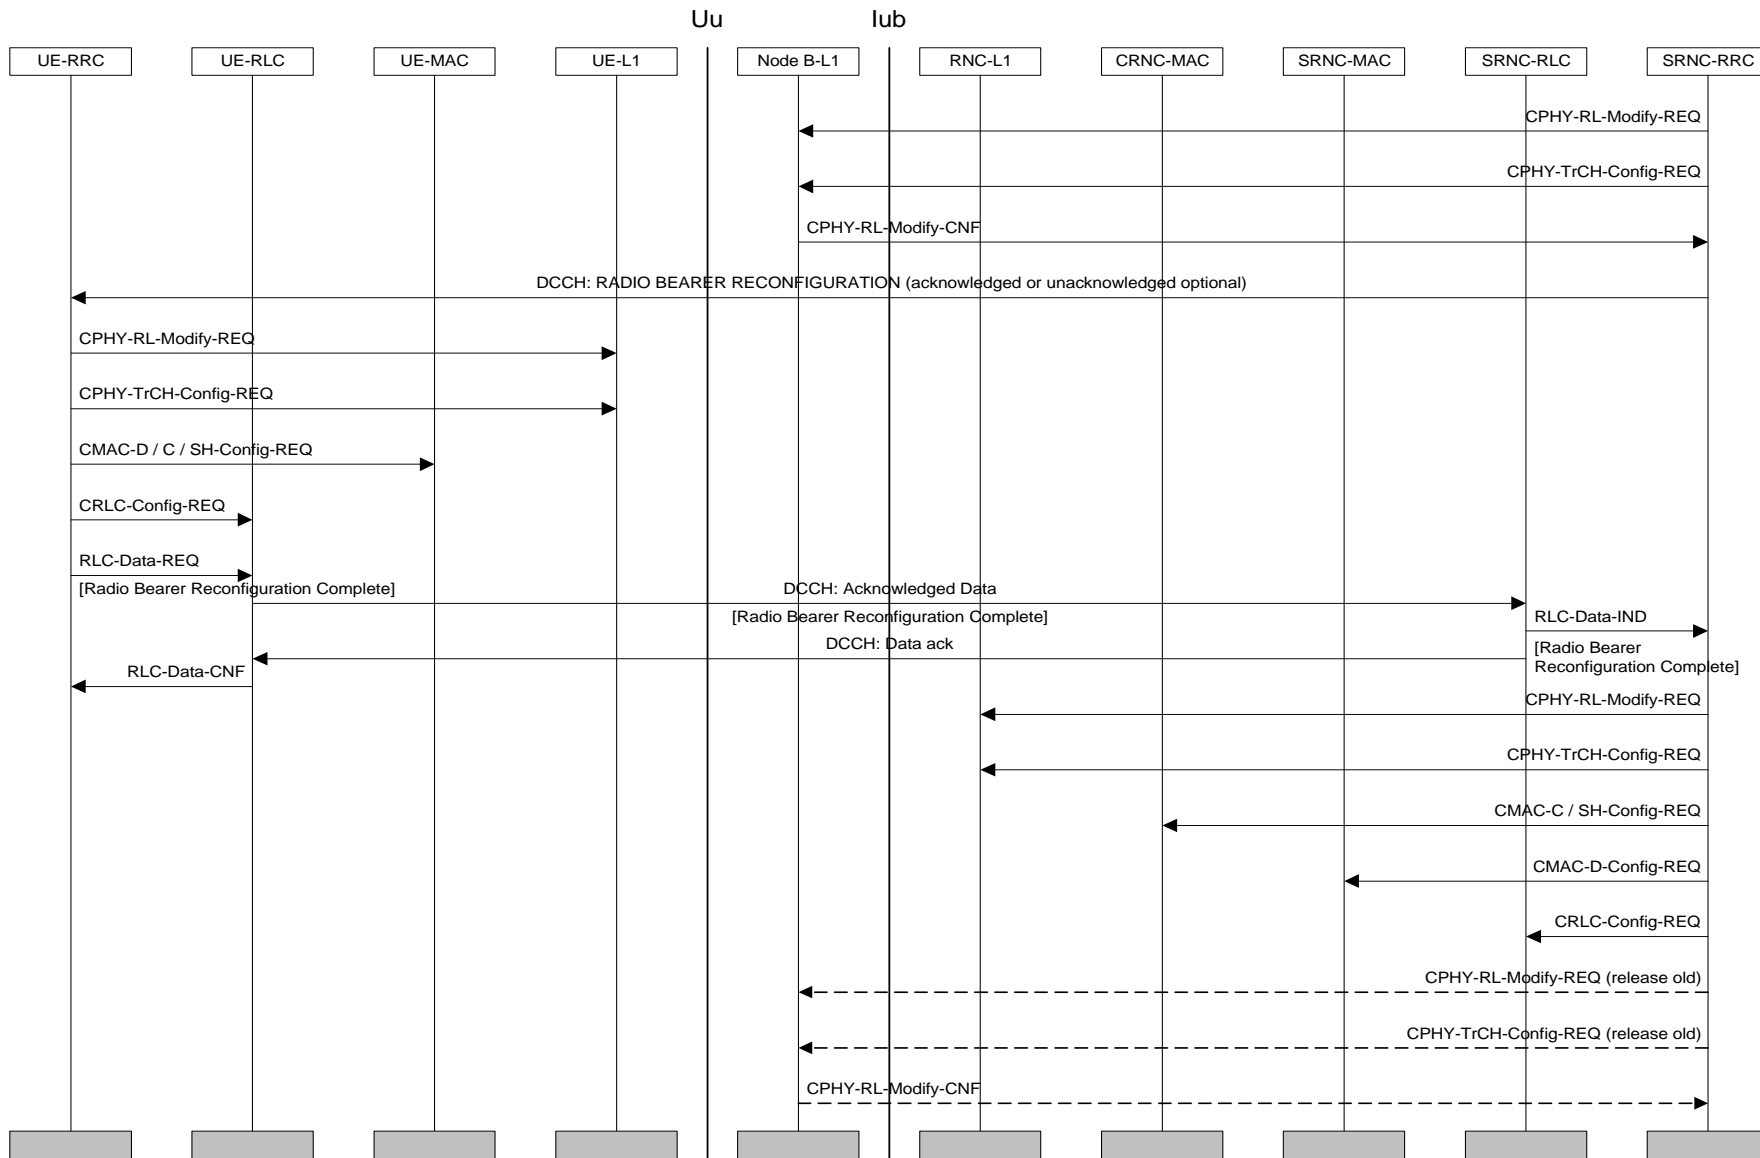 Uu
Iub
UE-RRC
UE-RLC
UE-MAC
UE-L1
Node B-L1
RNC-L1
CRNC-MAC
SRNC-MAC
SRNC-RLC
SRNC-RRC
CPHY-RL-Modify-REQ
CPHY-TrCH-Config-REQ
CPHY-RL-Modify-CNF
DCCH: RADIO BEARER RECONFIGURATION (acknowledged or unacknowledged optional)
CPHY-RL-Modify-REQ
CPHY-TrCH-Config-REQ
CMAC-D / C / SH-Config-REQ
CRLC-Config-REQ
RLC-Data-REQ
[Radio Bearer Reconfiguration Complete]
DCCH: Acknowledged Data
[Radio Bearer Reconfiguration Complete]
RLC-Data-IND
[Radio Bearer
Reconfiguration Complete]
DCCH: Data ack
RLC-Data-CNF
CPHY-RL-Modify-REQ
CPHY-TrCH-Config-REQ
CMAC-C / SH-Config-REQ
CMAC-D-Config-REQ
CRLC-Config-REQ
CPHY-RL-Modify-REQ (release old)
CPHY-TrCH-Config-REQ (release old)
CPHY-RL-Modify-CNF